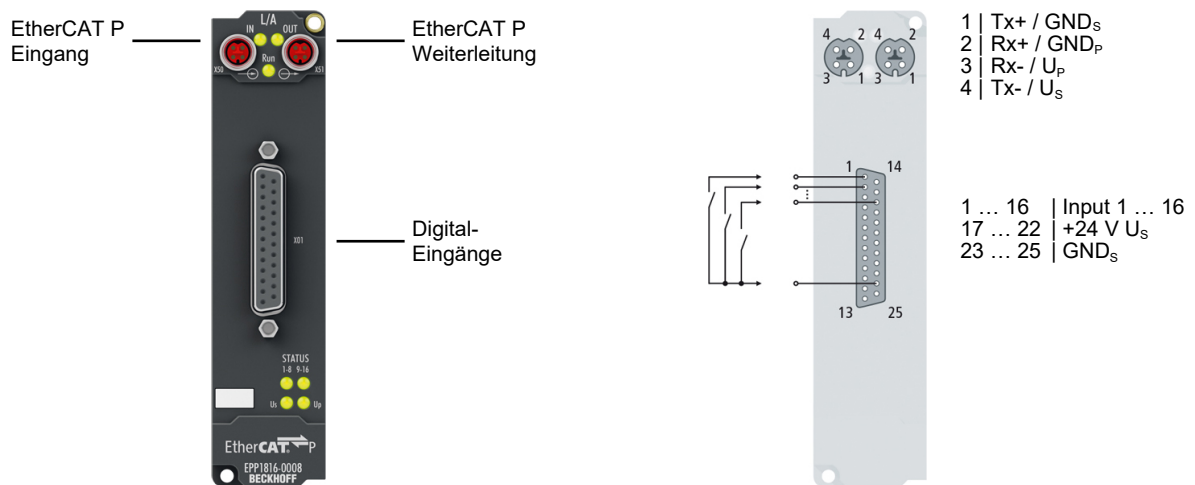 EtherCAT P
Eingang
L/A
IN OUT
Run
X50 X51
EtherCAT P
Weiterleitung
X01
Digital-
Eingänge
STATUS
1-8 9-16
Us Up
EtherCAT® P
EPP1816-0008
BECKHOFF
4 2 4 2
3 1 3 1
1 | Tx+ / GNDS
2 | Rx+ / GNDP
3 | Rx- / UP
4 | Tx- / US
1 14
13 25
1 … 16 | Input 1 … 16
17 … 22 | +24 V US
23 … 25 | GNDS